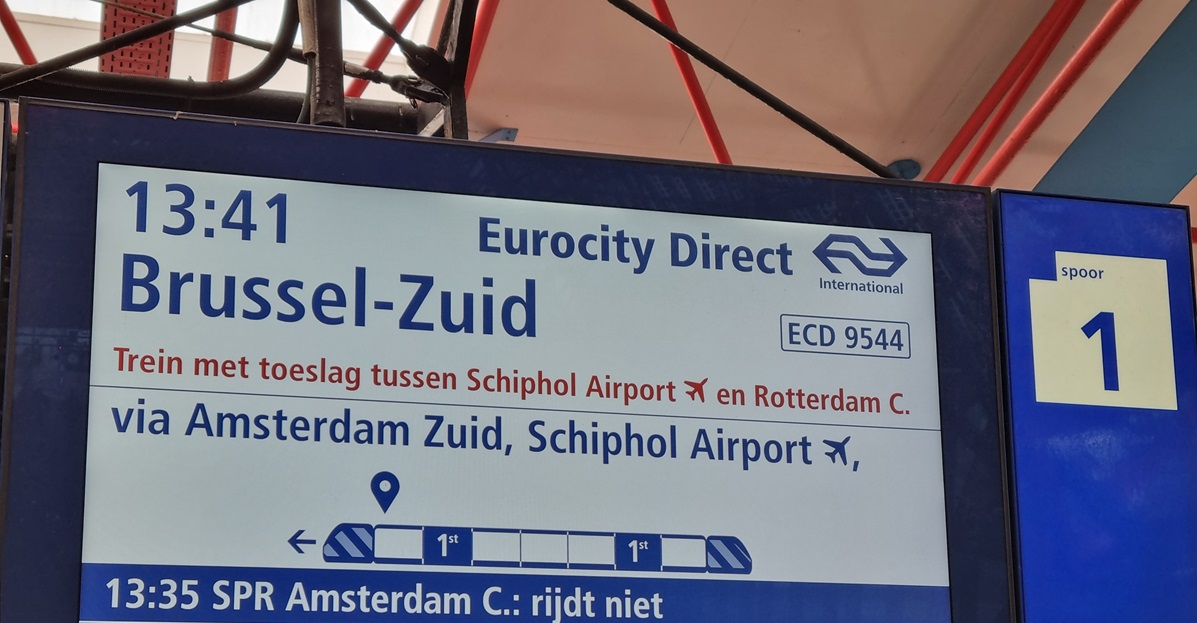 13:41
Eurocity Direct
International
Brussel-Zuid
ECD 9544
Trein met toeslag tussen Schiphol Airport en Rotterdam C.
via Amsterdam Zuid, Schiphol Airport,
1st 1st
13:35 SPR Amsterdam C.: rijdt niet
spoor
1